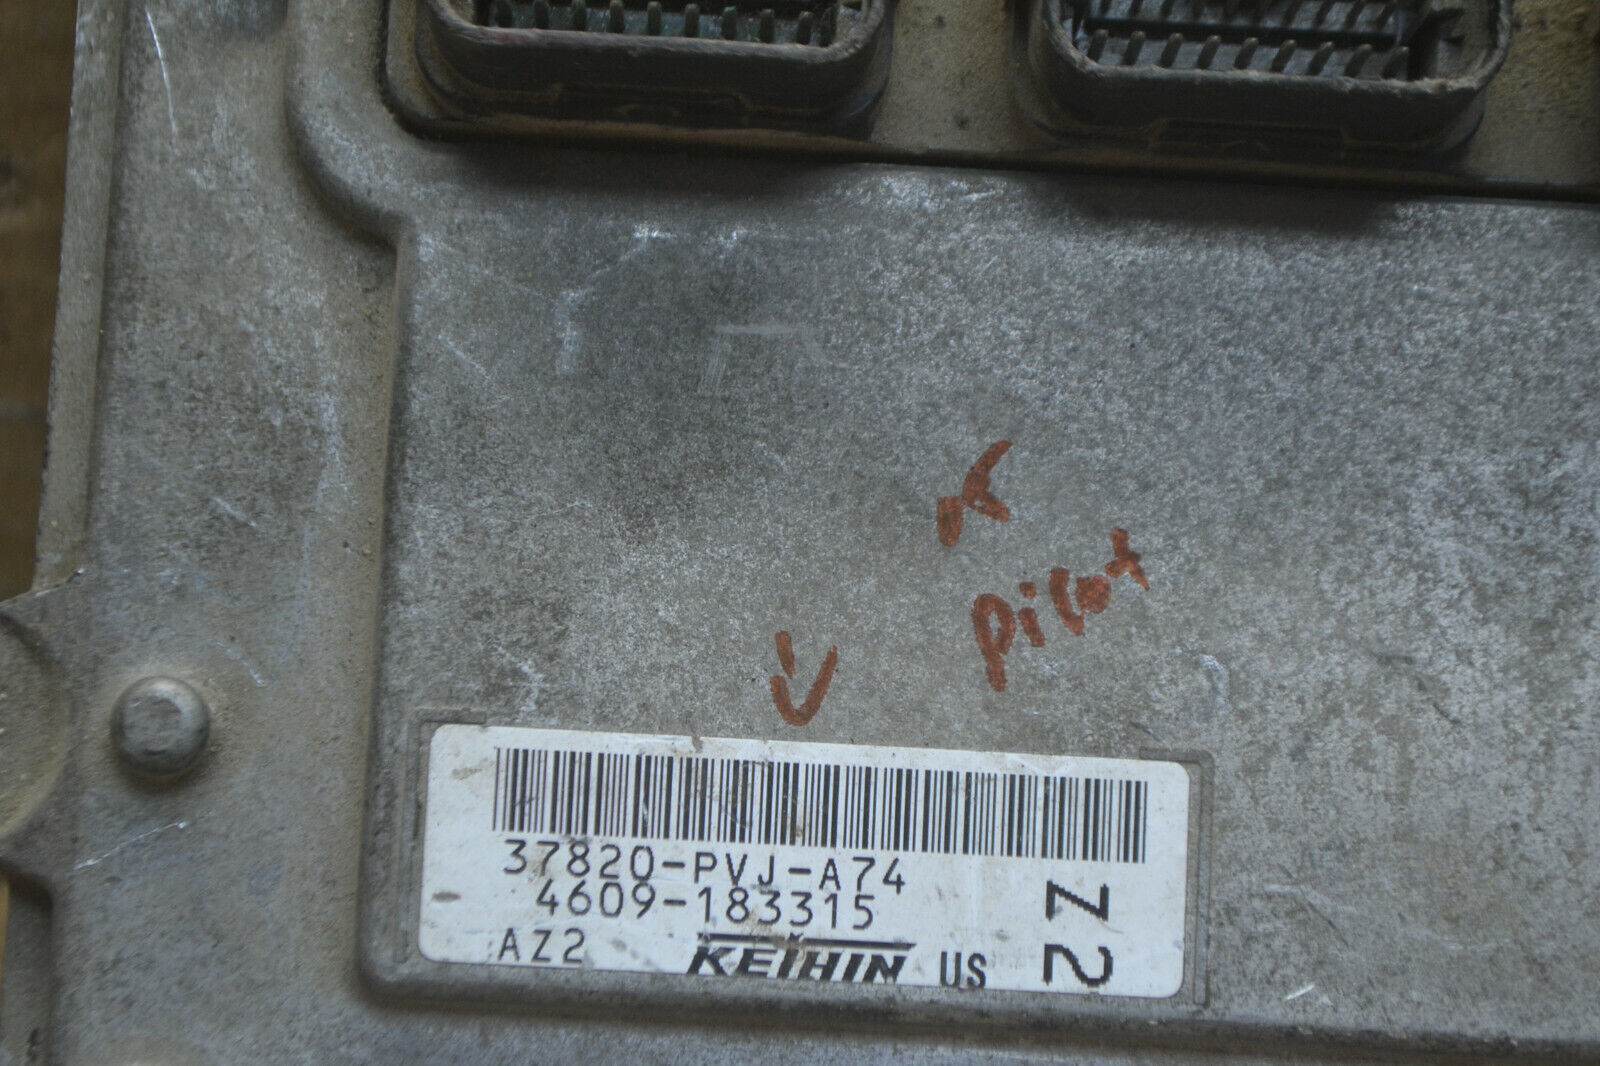 pilot
37820-PVJ-A74
4609-183315
AZ2
KEIHIN US
Z2